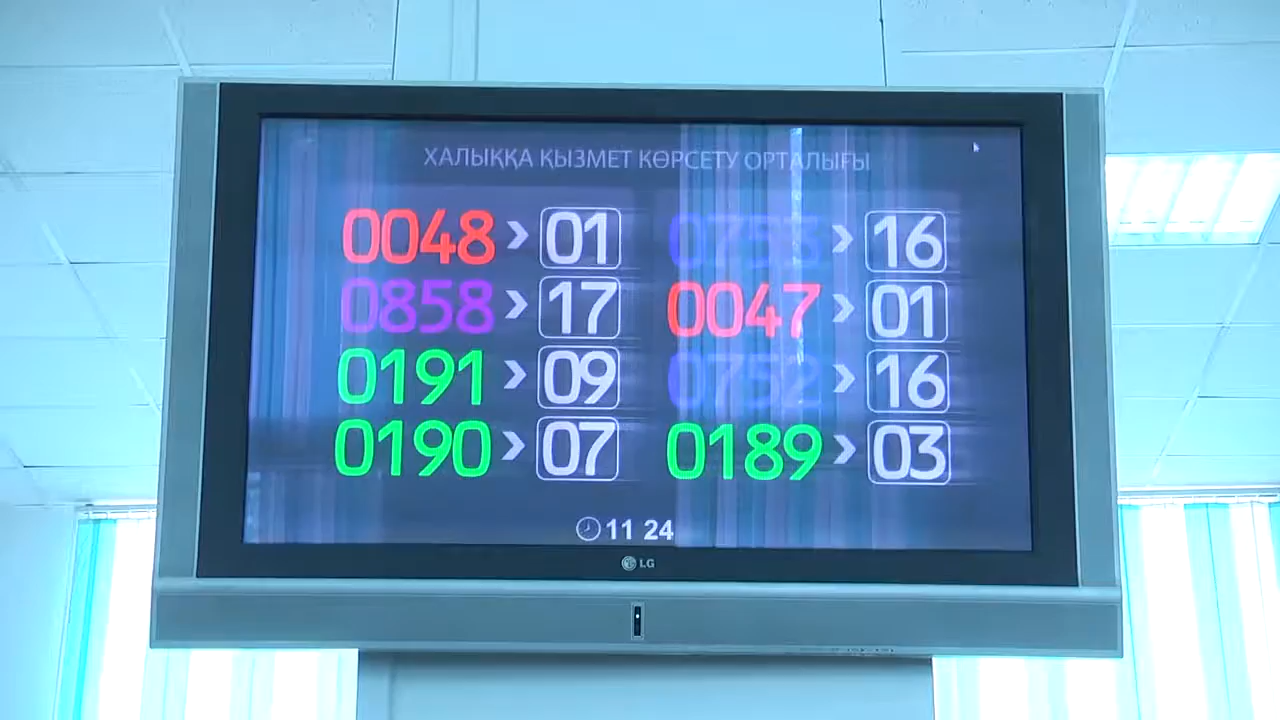 ХАЛЫҚҚА ҚЫЗМЕТ КӨРСЕТУ ОРТАЛЫҒЫ
0048 > 01
0858 > 17
0191 > 09
0190 > 07
> 16
0047 > 01
0752 > 16
0189 > 03
11 24
LG